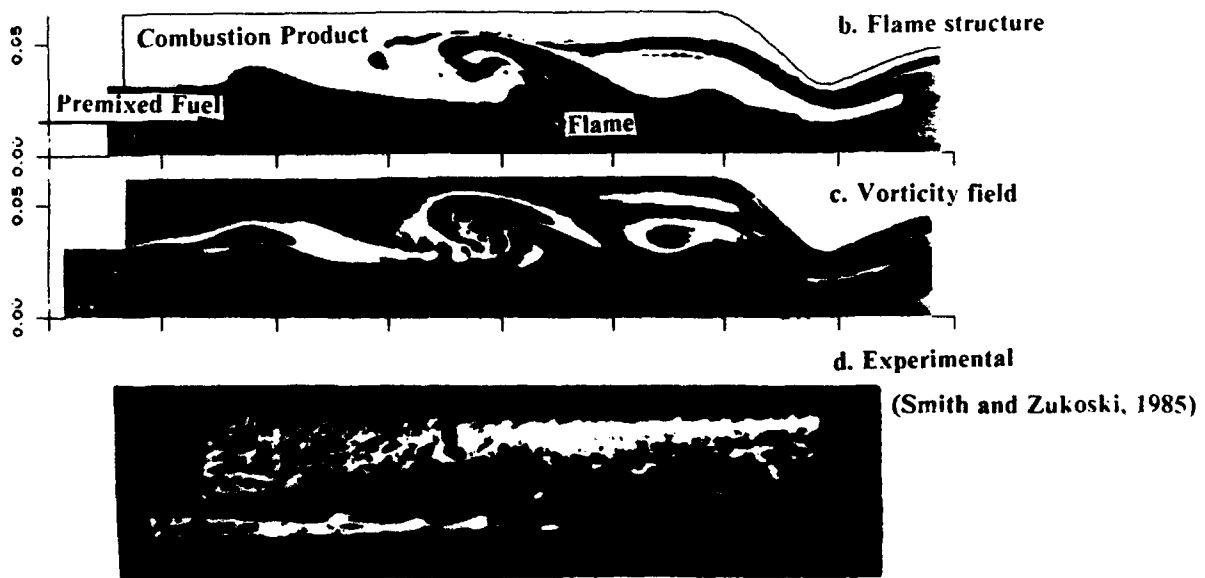 b. Flame structure
0.05
Combustion Product
Premixed Fuel
Flame
0.00
c. Vorticity field
0.05
0.00
d. Experimental
(Smith and Zukoski, 1985)